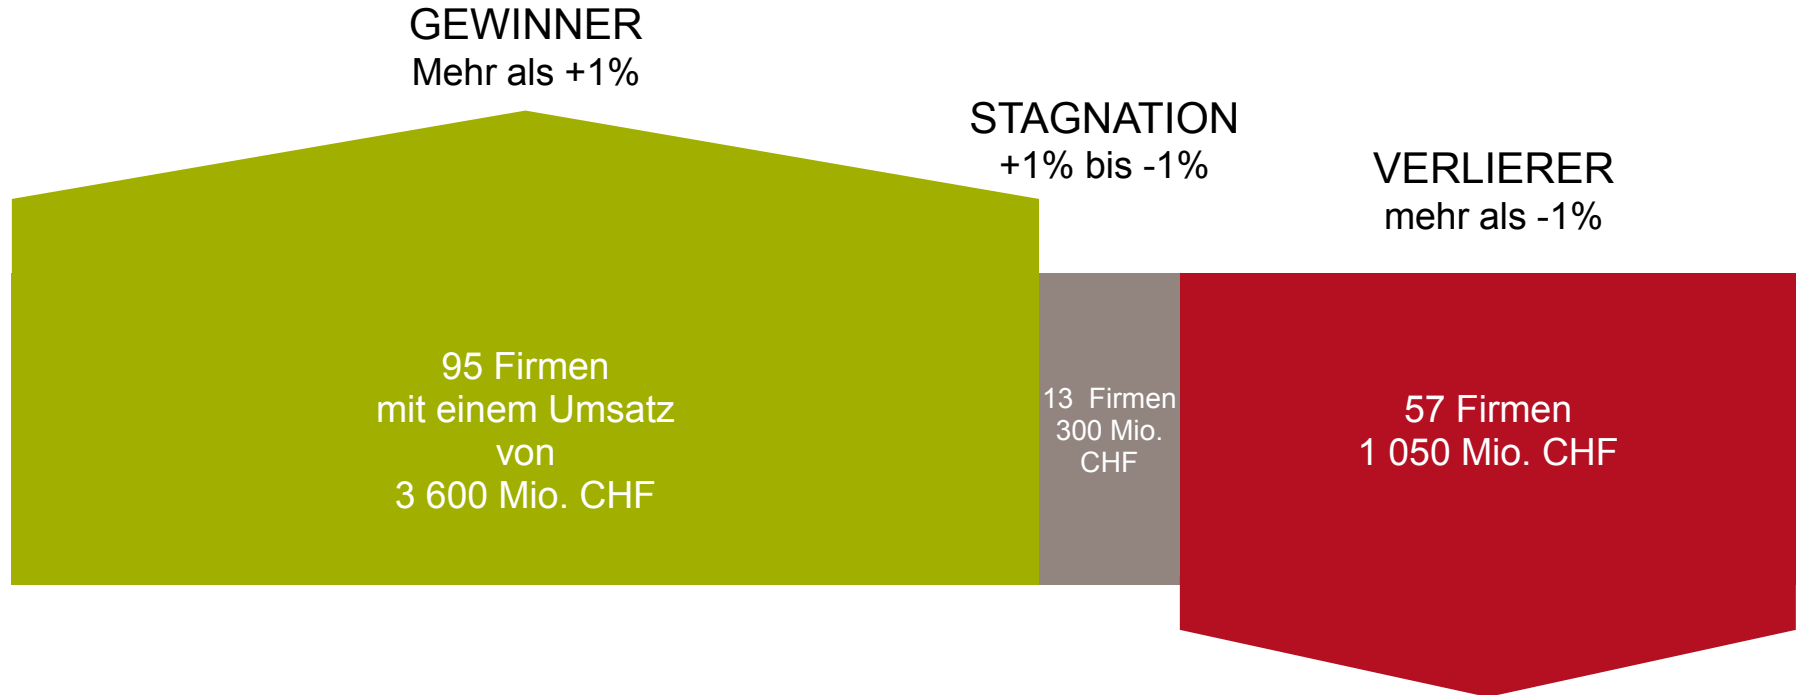 GEWINNER
Mehr als +1%
STAGNATION
+1% bis -1%
VERLIERER
mehr als -1%
95 Firmen
mit einem Umsatz
von
3 600 Mio. CHF
13 Firmen
300 Mio.
CHF
57 Firmen
1 050 Mio. CHF